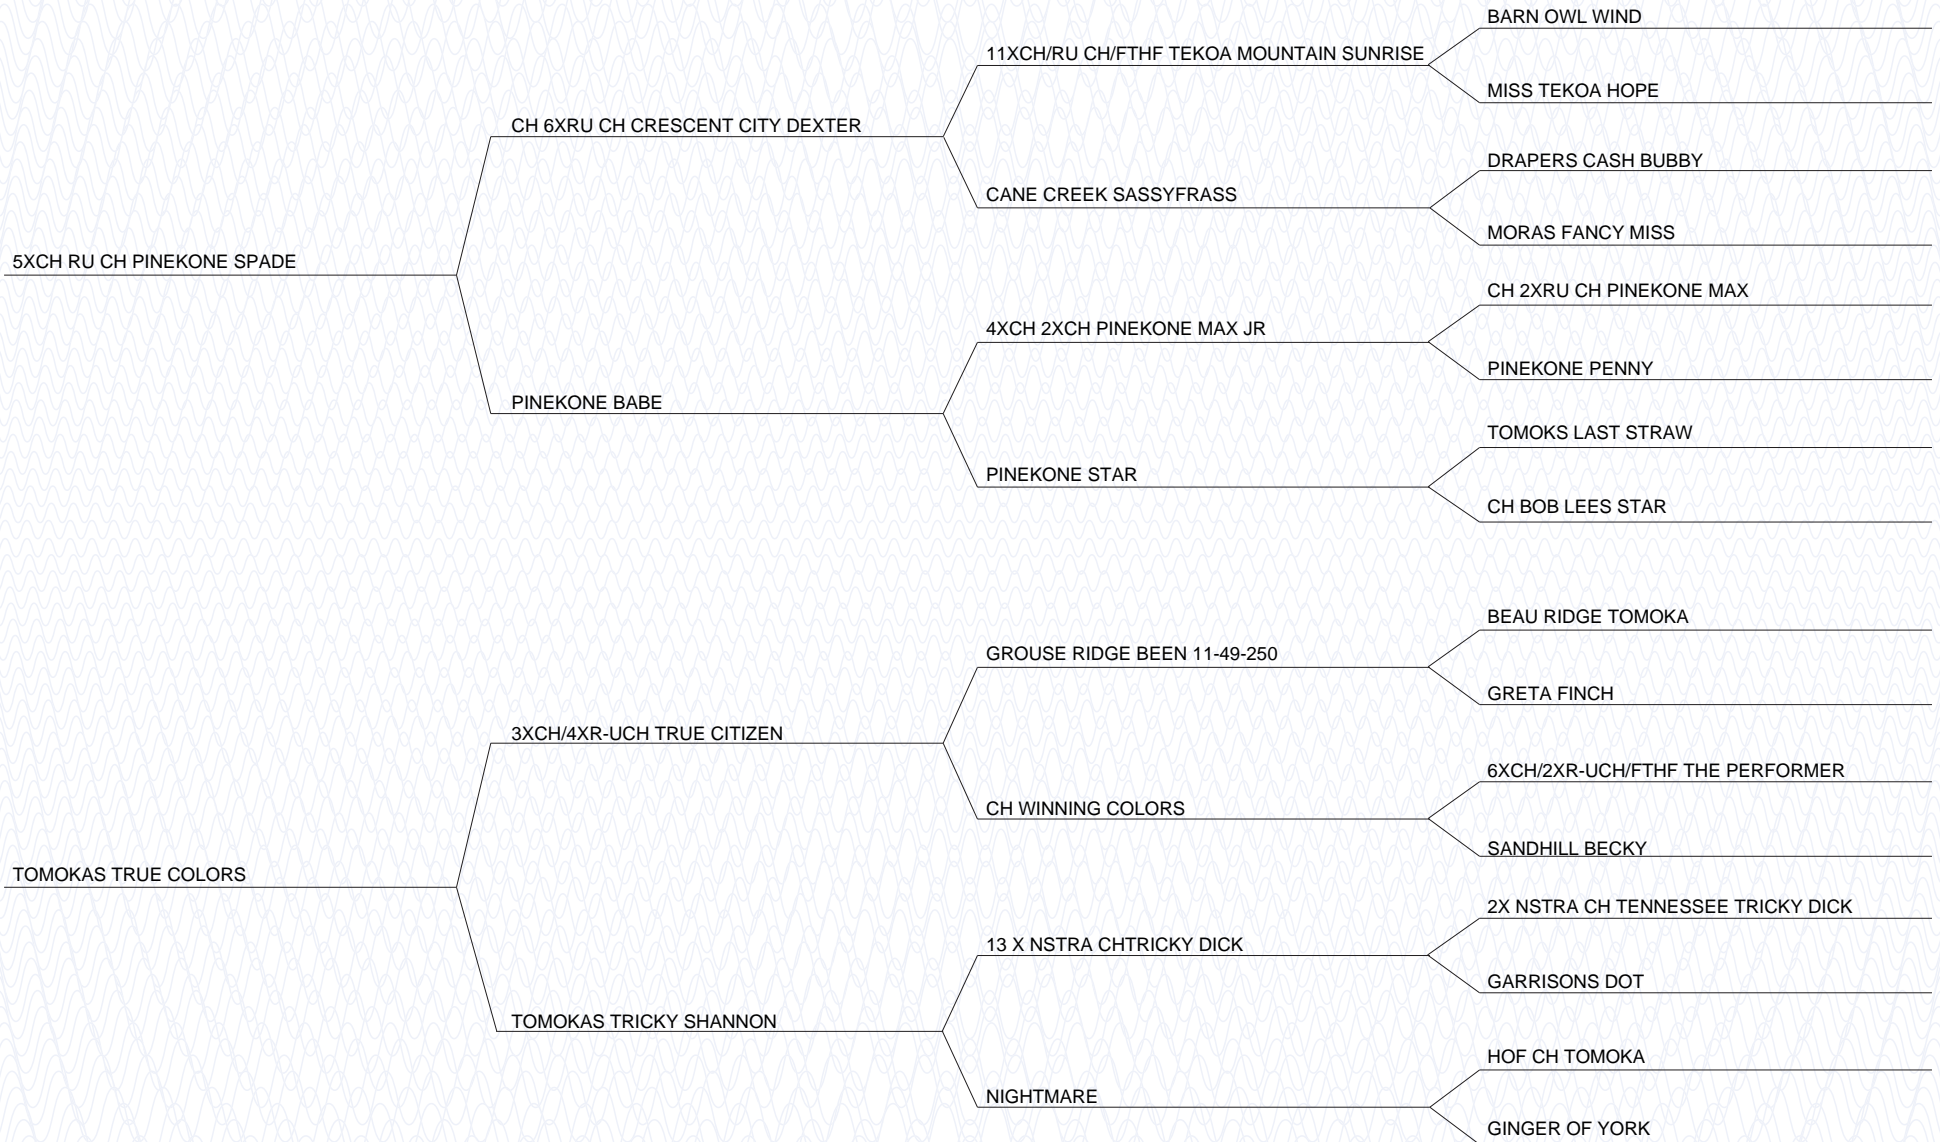 BARN OWL WIND
11XCH/RU CH/FTHF TEKOA MOUNTAIN SUNRISE
MISS TEKOA HOPE
CH 6XRU CH CRESCENT CITY DEXTER
DRAPERS CASH BUBBY
CANE CREEK SASSYFRASS
MORAS FANCY MISS
5XCH RU CH PINEKONE SPADE
CH 2XRU CH PINEKONE MAX
4XCH 2XCH PINEKONE MAX JR
PINEKONE PENNY
PINEKONE BABE
TOMOKS LAST STRAW
PINEKONE STAR
CH BOB LEES STAR
BEAU RIDGE TOMOKA
GROUSE RIDGE BEEN 11-49-250
GRETA FINCH
3XCH/4XR-UCH TRUE CITIZEN
6XCH/2XR-UCH/FTHF THE PERFORMER
CH WINNING COLORS
SANDHILL BECKY
TOMOKAS TRUE COLORS
2X NSTRA CH TENNESSEE TRICKY DICK
13 X NSTRA CHTRICKY DICK
GARRISONS DOT
TOMOKAS TRICKY SHANNON
HOF CH TOMOKA
NIGHTMARE
GINGER OF YORK